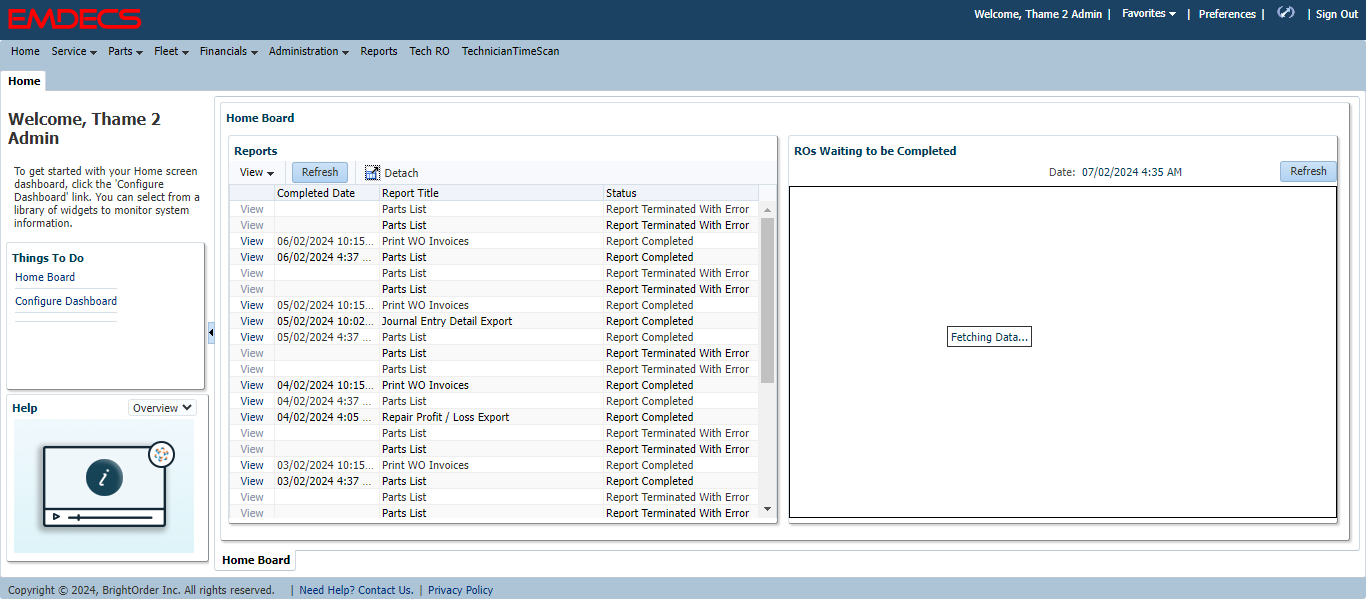 EMDECS
Welcome, Thame 2 Admin | Favorites | Preferences | | Sign Out
Home Service Parts Fleet Financials Administration Reports Tech RO TechnicianTimeScan
Home
Welcome, Thame 2
Admin
To get started with your Home screen
dashboard, click the 'Configure
Dashboard' link. You can select from a
library of widgets to monitor system
information.
Things To Do
Home Board
Configure Dashboard
Help Overview
i
Home Board
Reports
View Refresh Detach
Completed Date Report Title Status
View Parts List Report Terminated With Error
View Parts List Report Terminated With Error
View 06/02/2024 10:15... Print WO Invoices Report Completed
View 06/02/2024 4:37 ... Parts List Report Completed
View Parts List Report Terminated With Error
View Parts List Report Terminated With Error
View 05/02/2024 10:15... Print WO Invoices Report Completed
View 05/02/2024 10:02... Journal Entry Detail Export Report Completed
View 05/02/2024 4:37 ... Parts List Report Completed
View Parts List Report Terminated With Error
View Parts List Report Terminated With Error
View 04/02/2024 10:15... Print WO Invoices Report Completed
View 04/02/2024 4:37 ... Parts List Report Completed
View 04/02/2024 4:05 ... Repair Profit / Loss Export Report Completed
View Parts List Report Terminated With Error
View Parts List Report Terminated With Error
View 03/02/2024 10:15... Print WO Invoices Report Completed
View 03/02/2024 4:37 ... Parts List Report Completed
View Parts List Report Terminated With Error
View Parts List Report Terminated With Error
ROs Waiting to be Completed
Date: 07/02/2024 4:35 AM Refresh
Fetching Data...
Home Board
Copyright © 2024, BrightOrder Inc. All rights reserved. | Need Help? Contact Us. | Privacy Policy